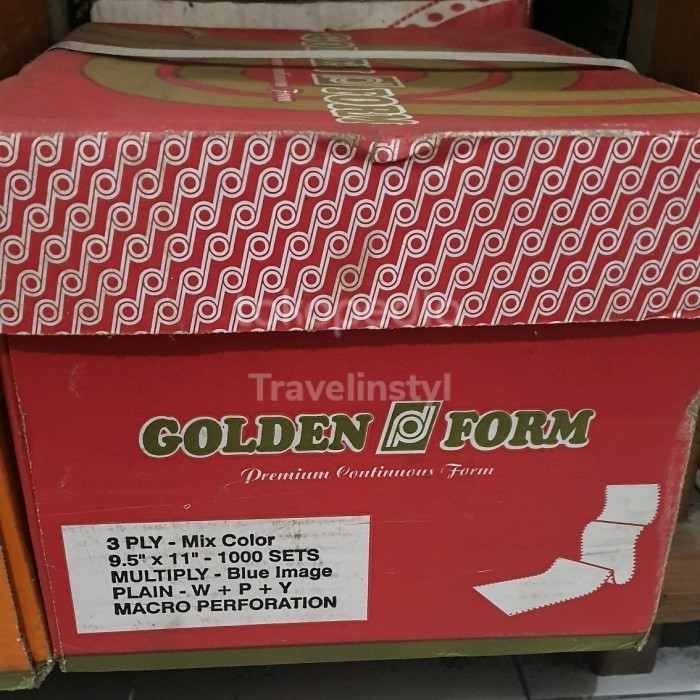 tokopedia
Travelinstyl
GOLDEN FORM
Premium Continuous Form
3 PLY - Mix Color
9.5" x 11" - 1000 SETS
MULTIPLY - Blue Image
PLAIN - W + P + Y
MACRO PERFORATION